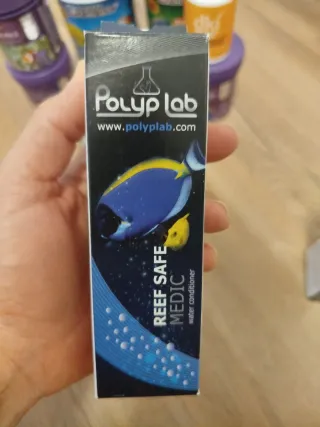 Polyp lab
www.polyplab.com
REEF SAFE
MEDIC
water conditioner